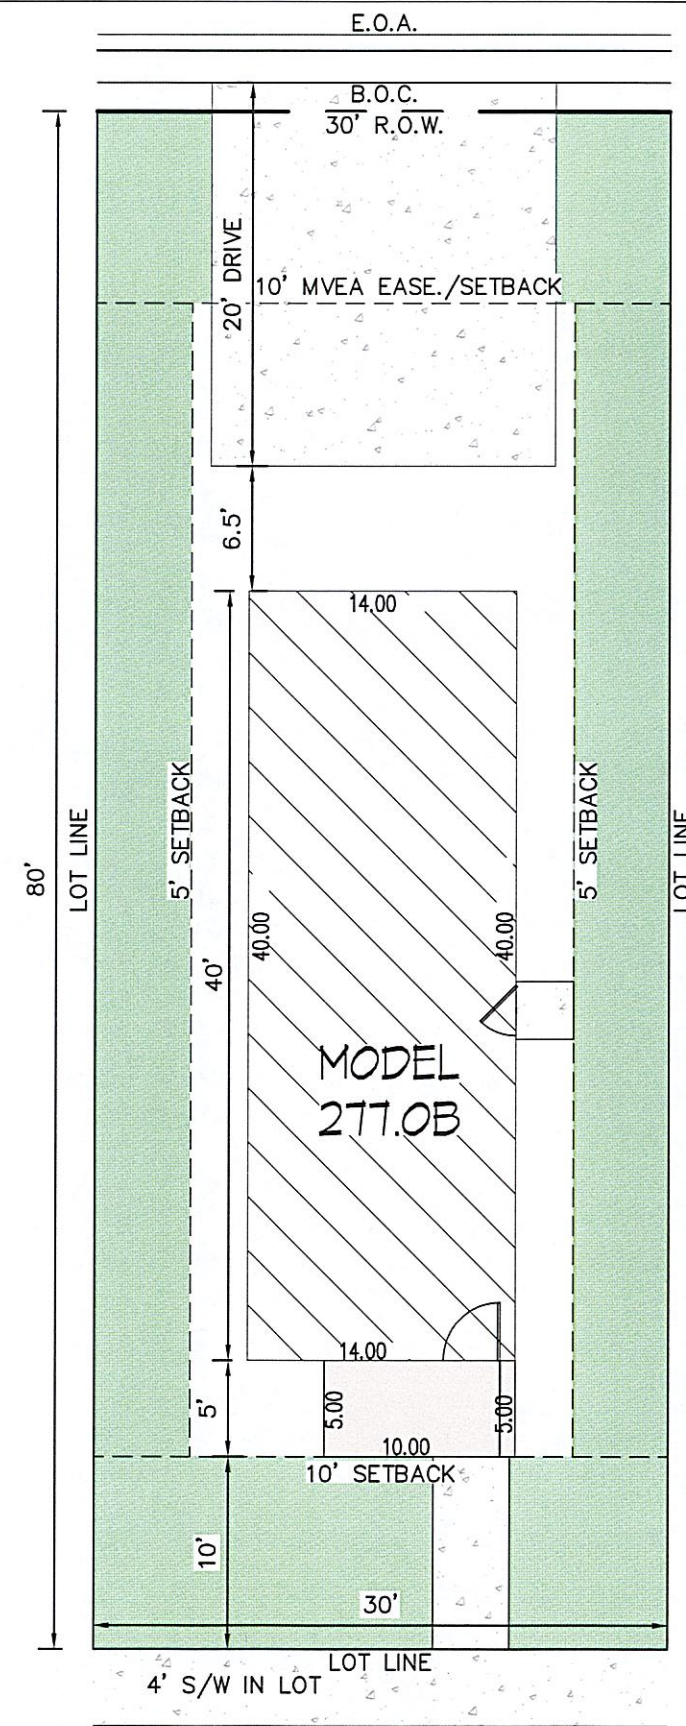 E.O.A.
B.O.C.
30' R.O.W.
20' DRIVE
10' MVEA EASE./SETBACK
6.5'
14.00
80'
LOT LINE
5' SETBACK
40'
40.00
40.00
5' SETBACK
LOT LINE
MODEL
277.0B
14.00
5'
5.00
5.00
10.00
10' SETBACK
10'
30'
LOT LINE
4' S/W IN LOT